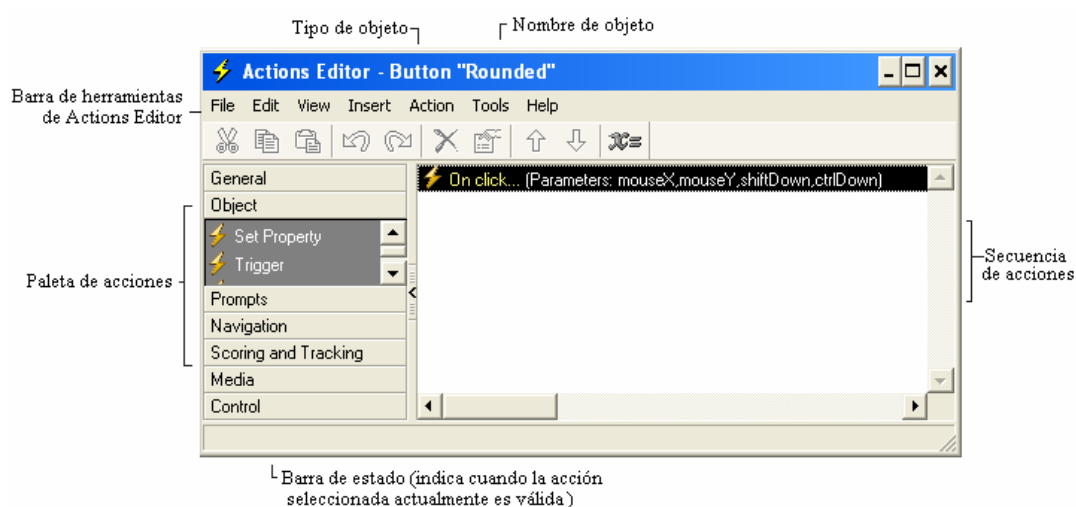 Tipo de objeto
Nombre de objeto
Actions Editor - Button "Rounded"
Barra de herramientas
de Actions Editor
File Edit View Insert Action Tools Help
x=
General
Object
Set Property
Trigger
Prompts
Navigation
Scoring and Tracking
Media
Control
On click... (Parameters: mouseX,mouseY,shiftDown,ctrlDown)
Paleta de acciones
Secuencia
de acciones
Barra de estado (indica cuando la acción
seleccionada actualmente es válida)